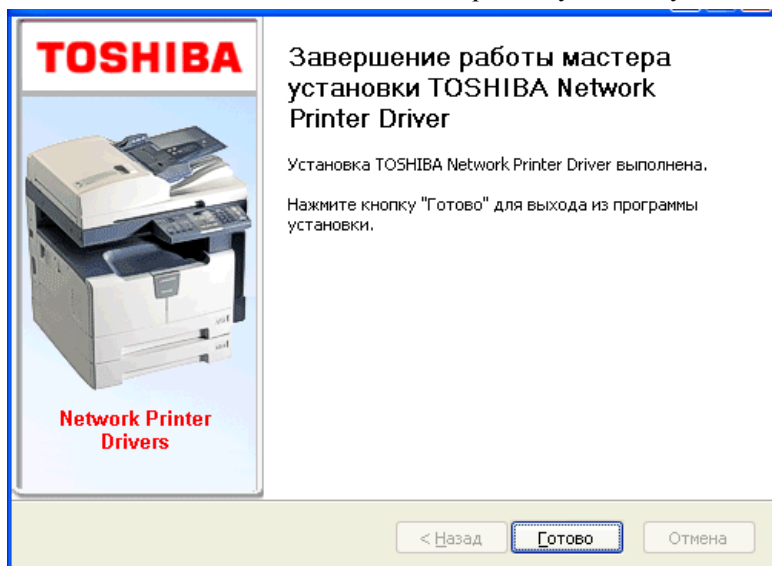 TOSHIBA
Завершение работы мастера
установки TOSHIBA Network
Printer Driver
Установка TOSHIBA Network Printer Driver выполнена.
Нажмите кнопку "Готово" для выхода из программы
установки.
Network Printer
Drivers
< Назад
Готово
Отмена